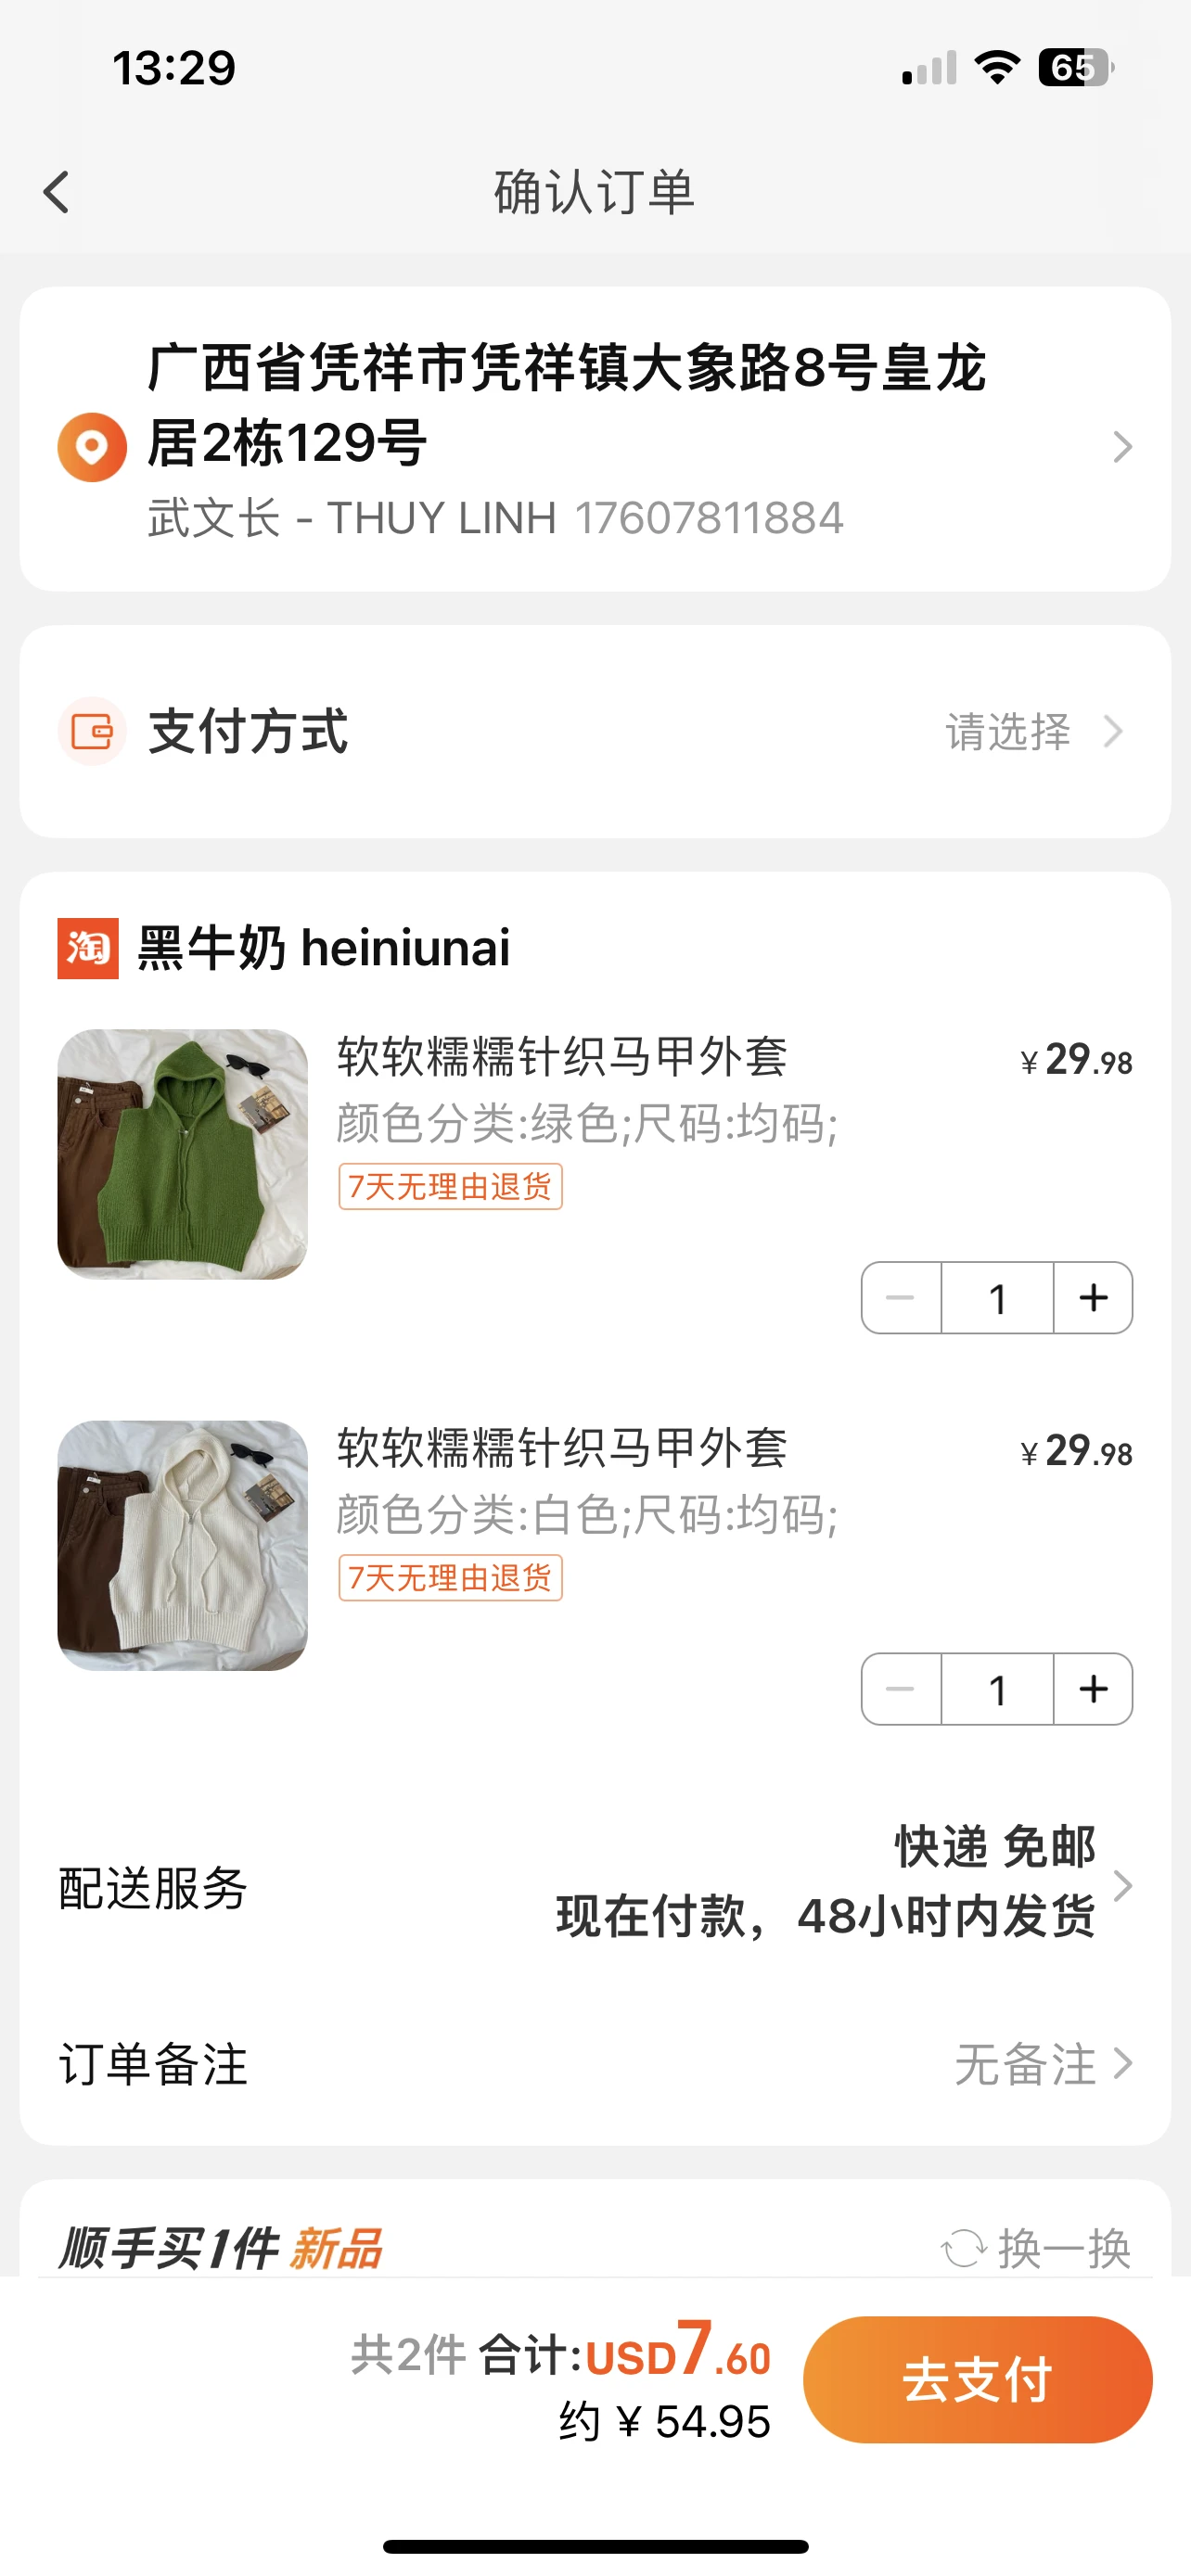 13:29
65
确认订单
广西省凭祥市凭祥镇大象路8号皇龙
居2栋129号
武文长 - THUY LINH 17607811884
支付方式
请选择
淘 黑牛奶 heiniunai
软软糯糯针织马甲外套
¥29.98
颜色分类:绿色;尺码:均码;
7天无理由退货
1
软软糯糯针织马甲外套
¥29.98
颜色分类:白色;尺码:均码;
7天无理由退货
1
配送服务
快递 免邮
现在付款，48小时内发货
订单备注
无备注
顺手买1件 新品
换一换
共2件 合计:USD7.60
约 ¥ 54.95
去支付